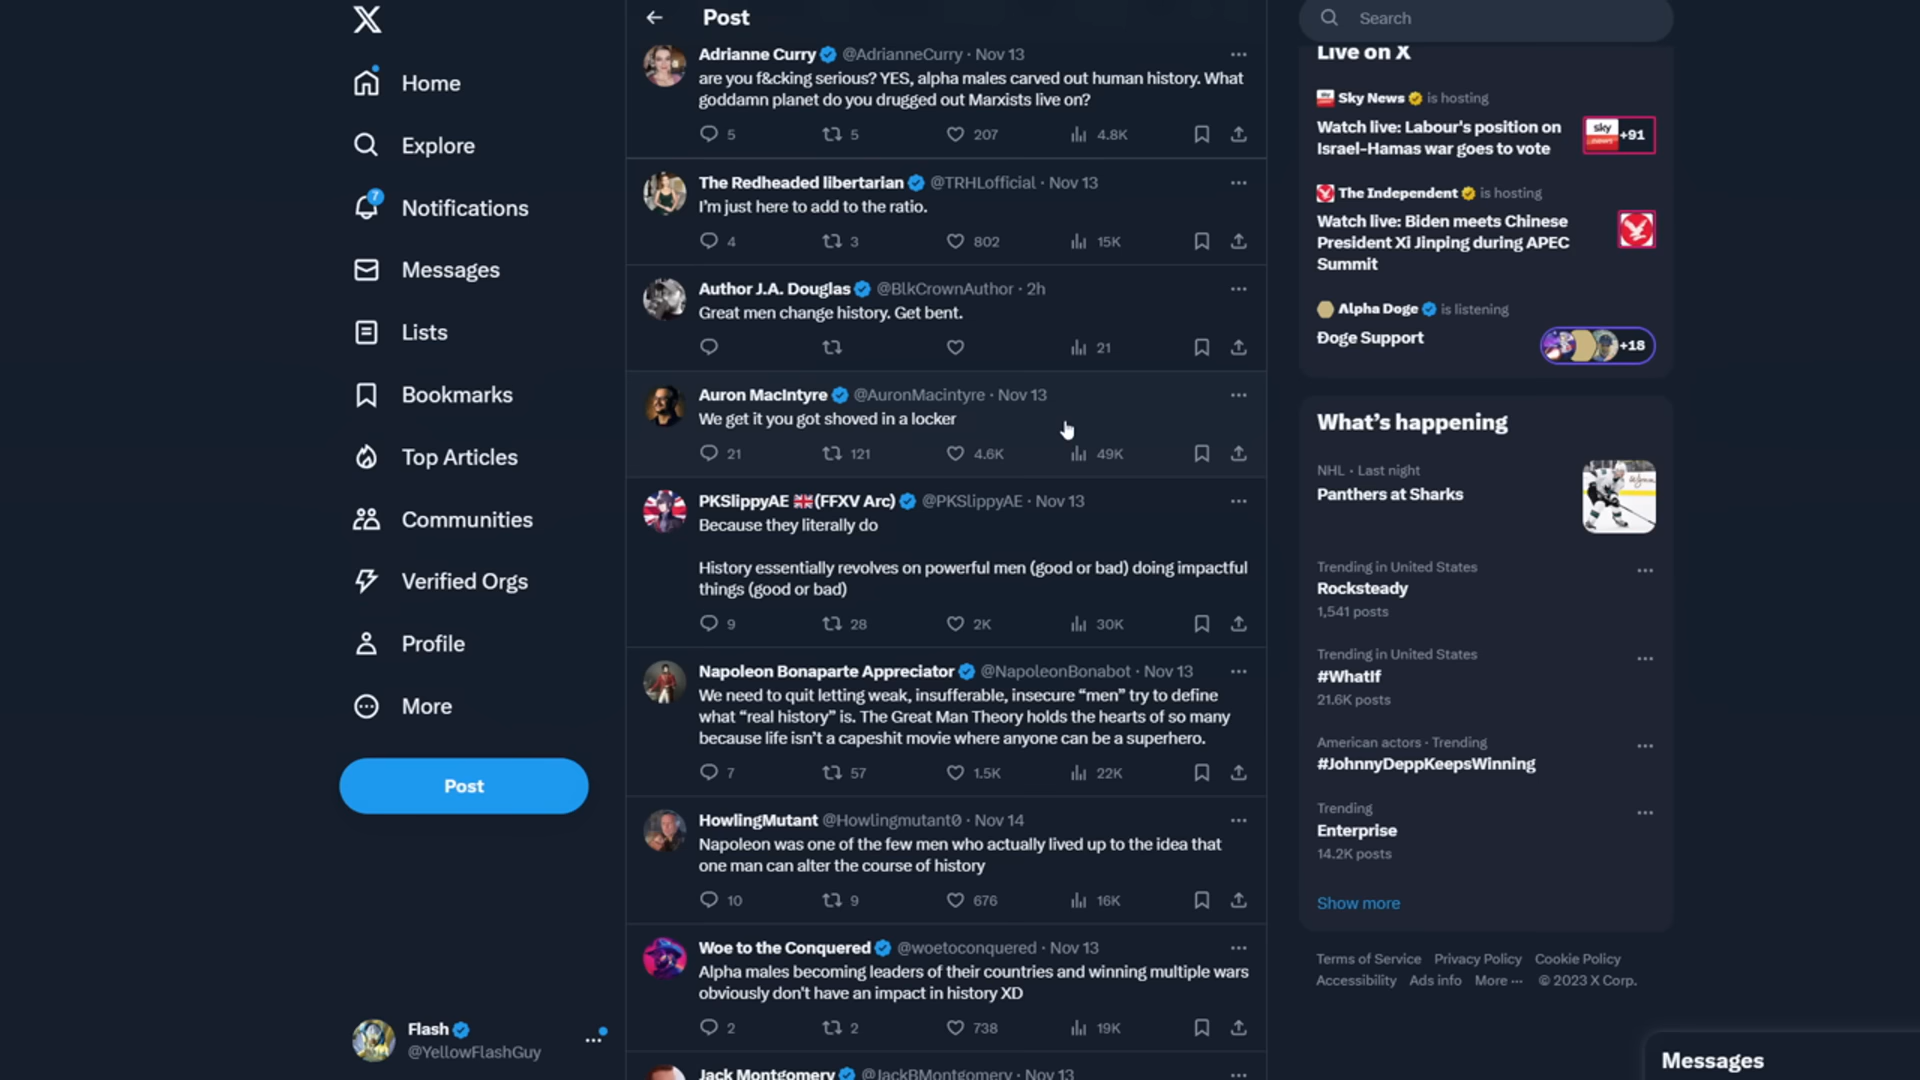 Home
Explore
7
Notifications
Messages
Lists
Bookmarks
Top Articles
Communities
Verified Orgs
Profile
More
Post
Flash
@YellowFlashGuy
Post
Adrianne Curry @AdrianneCurry · Nov 13
are you f&cking serious? YES, alpha males carved out human history. What
goddamn planet do you drugged out Marxists live on?
5 5 207 4.8K
The Redheaded libertarian @TRHLofficial · Nov 13
I'm just here to add to the ratio.
4 3 802 15K
Author J.A. Douglas @BlkCrownAuthor · 2h
Great men change history. Get bent.
21
Auron MacIntyre @AuronMacintyre · Nov 13
We get it you got shoved in a locker
21 121 4.6K 49K
PKSlippyAE 🇬🇧(FFXV Arc) @PKSlippyAE · Nov 13
Because they literally do
History essentially revolves on powerful men (good or bad) doing impactful
things (good or bad)
9 28 2K 30K
Napoleon Bonaparte Appreciator @NapoleonBonabot · Nov 13
We need to quit letting weak, insufferable, insecure “men” try to define
what “real history” is. The Great Man Theory holds the hearts of so many
because life isn't a capeshit movie where anyone can be a superhero.
7 57 1.5K 22K
HowlingMutant @Howlingmutant0 · Nov 14
Napoleon was one of the few men who actually lived up to the idea that
one man can alter the course of history
10 9 676 16K
Woe to the Conquered @woetoconquered · Nov 13
Alpha males becoming leaders of their countries and winning multiple wars
obviously don't have an impact in history XD
2 2 738 19K
Jack Montgomery @JackBMontgomery · Nov 13
Search
Live on X
Sky News is hosting
Watch live: Labour's position on
Israel-Hamas war goes to vote
sky news +91
The Independent is hosting
Watch live: Biden meets Chinese
President Xi Jinping during APEC
Summit
Alpha Doge is listening
Ðoge Support
+18
What's happening
NHL · Last night
Panthers at Sharks
Trending in United States
Rocksteady
1,541 posts
Trending in United States
#WhatIf
21.6K posts
American actors · Trending
#JohnnyDeppKeepsWinning
Trending
Enterprise
14.2K posts
Show more
Terms of Service Privacy Policy Cookie Policy
Accessibility Ads info More ··· © 2023 X Corp.
Messages